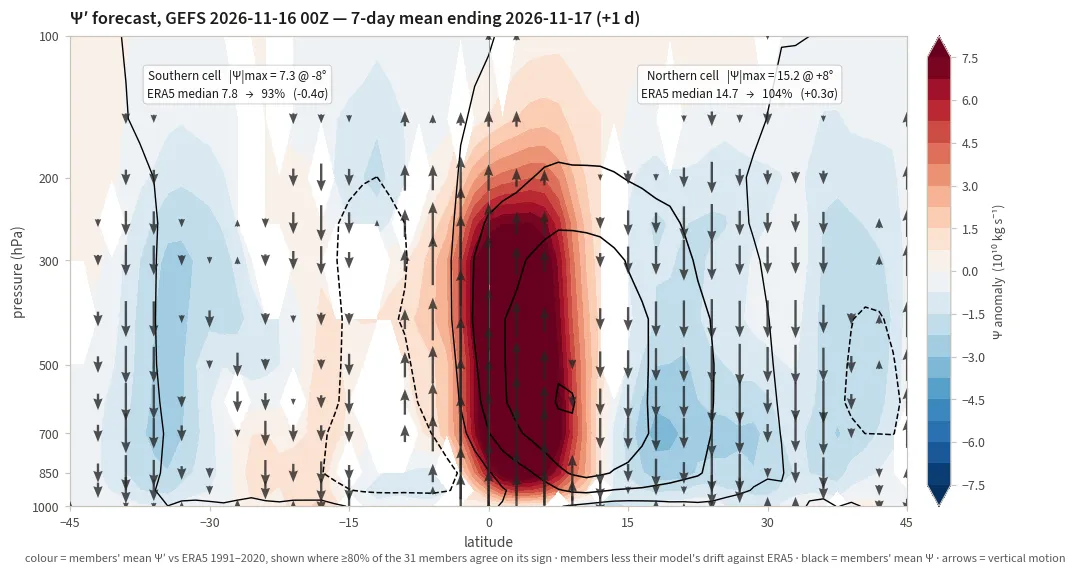 Ψ′ forecast, GEFS 2026-11-16 00Z — 7-day mean ending 2026-11-17 (+1 d)
Southern cell |Ψ|max = 7.3 @ -8°
ERA5 median 7.8 → 93% (-0.4σ)
Northern cell |Ψ|max = 15.2 @ +8°
ERA5 median 14.7 → 104% (+0.3σ)
100
200
300
500
700
850
1000
pressure (hPa)
−45
−30
−15
0
15
30
45
latitude
7.5
6.0
4.5
3.0
1.5
0.0
−1.5
−3.0
−4.5
−6.0
−7.5
Ψ anomaly (10¹⁰ kg s⁻¹)
colour = members' mean Ψ′ vs ERA5 1991–2020, shown where ≥80% of the 31 members agree on its sign · members less their model's drift against ERA5 · black = members' mean Ψ · arrows = vertical motion